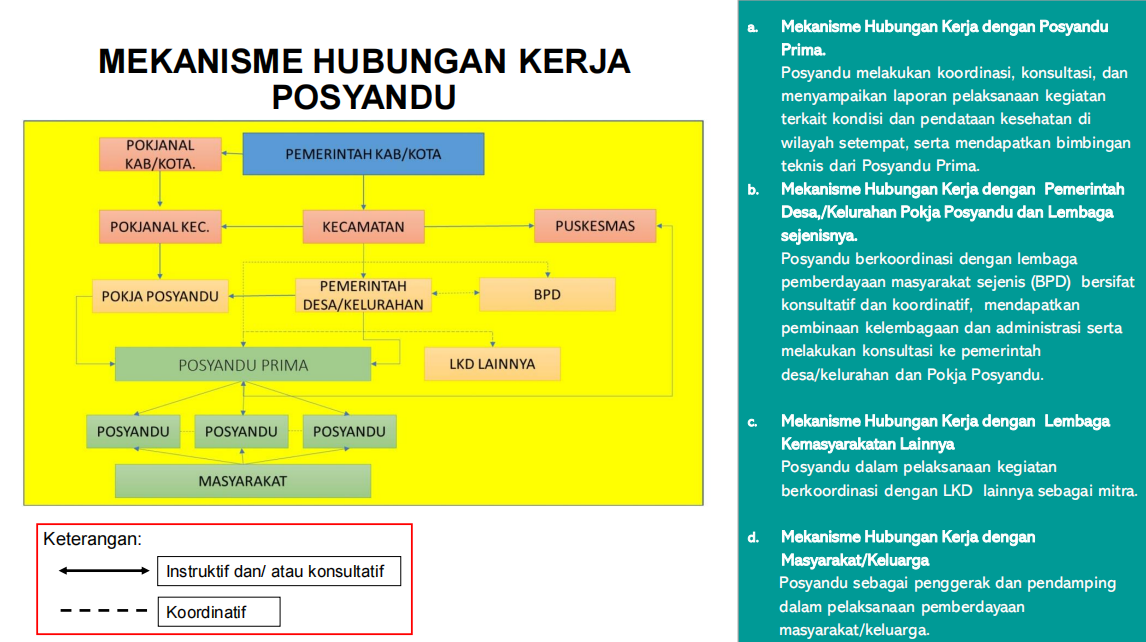 MEKANISME HUBUNGAN KERJA
POSYANDU
POKJANAL
KAB/KOTA.
PEMERINTAH KAB/KOTA
POKJANAL KEC.
KECAMATAN
PUSKESMAS
POKJA POSYANDU
PEMERINTAH
DESA/KELURAHAN
BPD
POSYANDU PRIMA
LKD LAINNYA
POSYANDU
POSYANDU
POSYANDU
MASYARAKAT
Keterangan:
Instruktif dan/ atau konsultatif
Koordinatif
a. Mekanisme Hubungan Kerja dengan Posyandu
Prima.
Posyandu melakukan koordinasi, konsultasi, dan
menyampaikan laporan pelaksanaan kegiatan
terkait kondisi dan pendataan kesehatan di
wilayah setempat, serta mendapatkan bimbingan
teknis dari Posyandu Prima.
b. Mekanisme Hubungan Kerja dengan Pemerintah
Desa,/Kelurahan Pokja Posyandu dan Lembaga
sejenisnya.
Posyandu berkoordinasi dengan lembaga
pemberdayaan masyarakat sejenis (BPD) bersifat
konsultatif dan koordinatif, mendapatkan
pembinaan kelembagaan dan administrasi serta
melakukan konsultasi ke pemerintah
desa/kelurahan dan Pokja Posyandu.
c. Mekanisme Hubungan Kerja dengan Lembaga
Kemasyarakatan Lainnya
Posyandu dalam pelaksanaan kegiatan
berkoordinasi dengan LKD lainnya sebagai mitra.
d. Mekanisme Hubungan Kerja dengan
Masyarakat/Keluarga
Posyandu sebagai penggerak dan pendamping
dalam pelaksanaan pemberdayaan
masyarakat/keluarga.